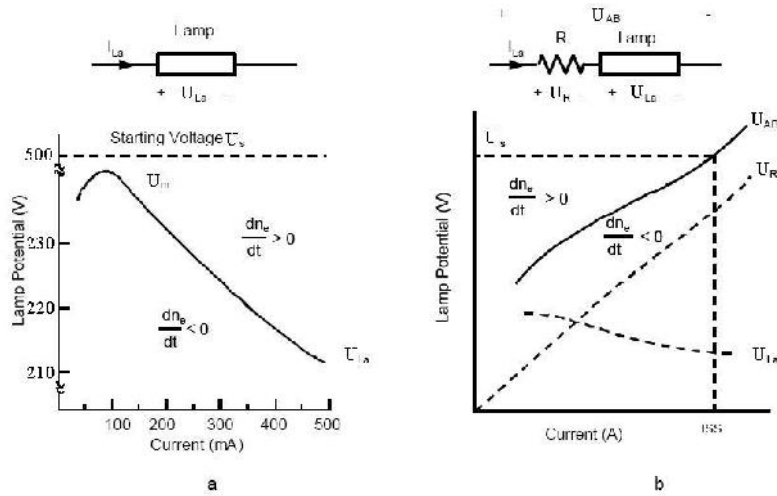 Lamp
I_La
+ U_La -
Starting Voltage U_s
500
U_m
230
220
210
Lamp Potential (V)
dn_e/dt > 0
dn_e/dt < 0
U_La
100 200 300 400 500
Current (mA)
a
U_AB -
R Lamp
I_La
+ U_R - + U_La
U_s
U_AB
U_R
dn_e/dt > 0
dn_e/dt < 0
Lamp Potential (V)
U_La
Current (A)
ISS
b